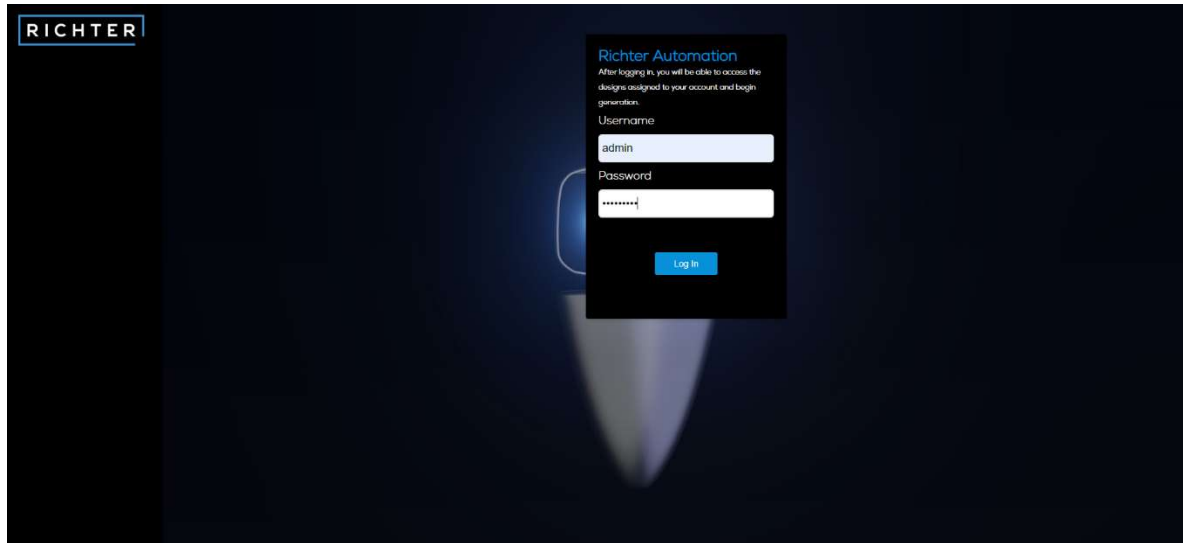 RICHTER
Richter Automation
After logging in, you will be able to access the
designs assigned to your account and begin
generation.
Username
admin
Password
•••••••••
Log In